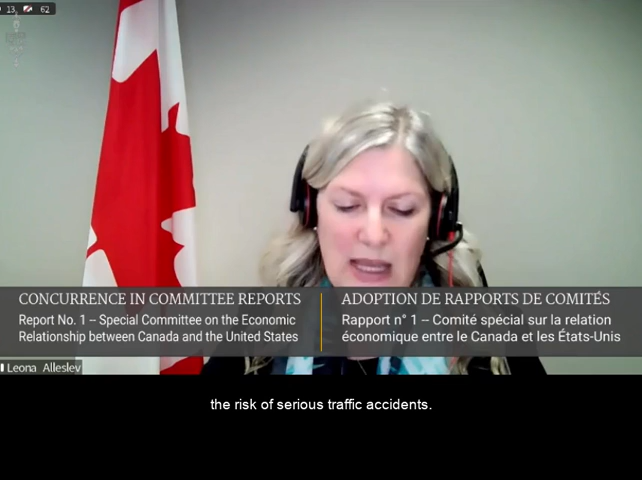 13 62
CONCURRENCE IN COMMITTEE REPORTS
Report No. 1 – Special Committee on the Economic
Relationship between Canada and the United States
ADOPTION DE RAPPORTS DE COMITÉS
Rapport n° 1 – Comité spécial sur la relation
économique entre le Canada et les États-Unis
Leona Alleslev
the risk of serious traffic accidents.